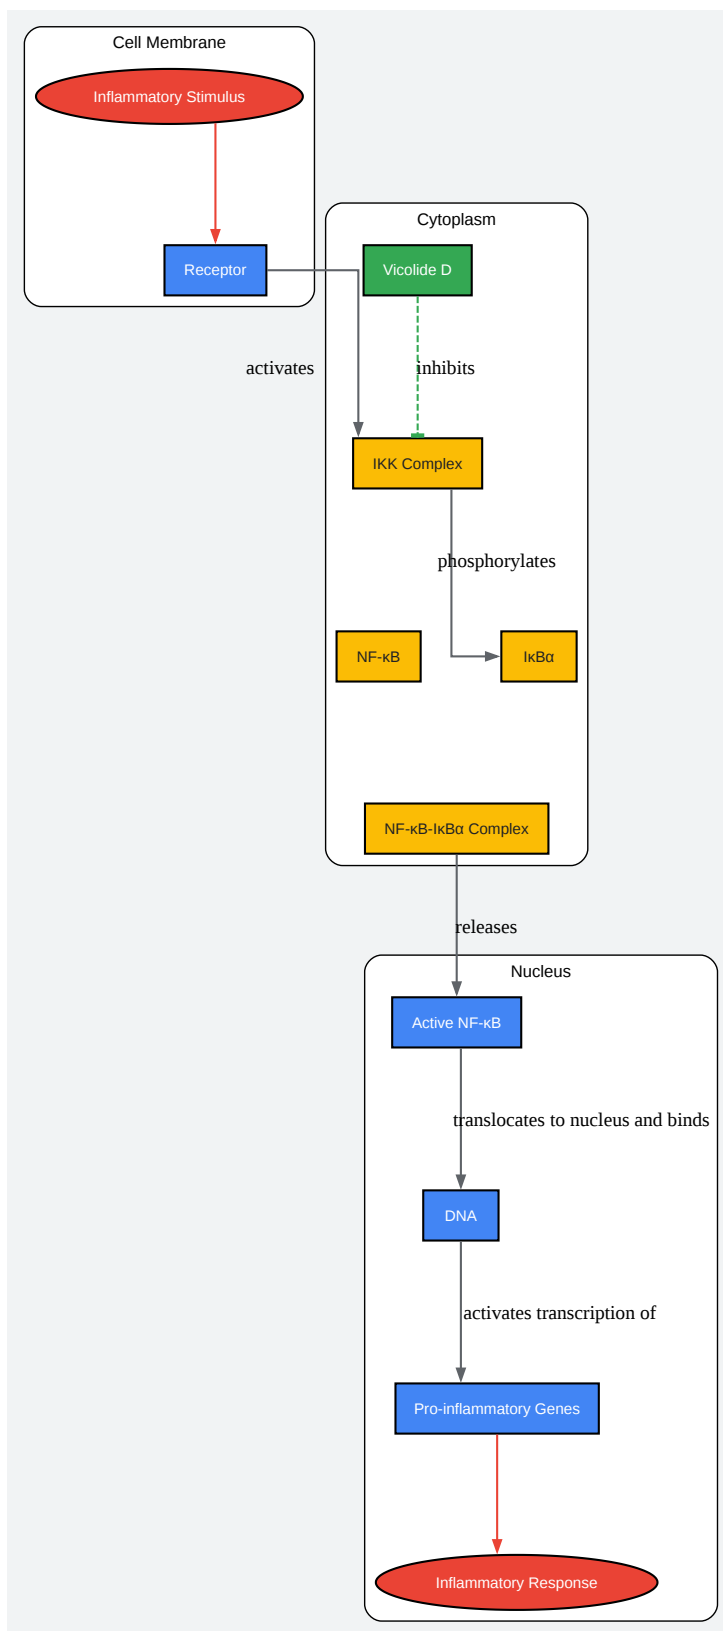 Cell Membrane
Inflammatory Stimulus
Receptor
activates
Cytoplasm
Vicolide D
inhibits
IKK Complex
phosphorylates
NF-κB
IκBα
NF-κB-IκBα Complex
releases
Nucleus
Active NF-κB
translocates to nucleus and binds
DNA
activates transcription of
Pro-inflammatory Genes
Inflammatory Response